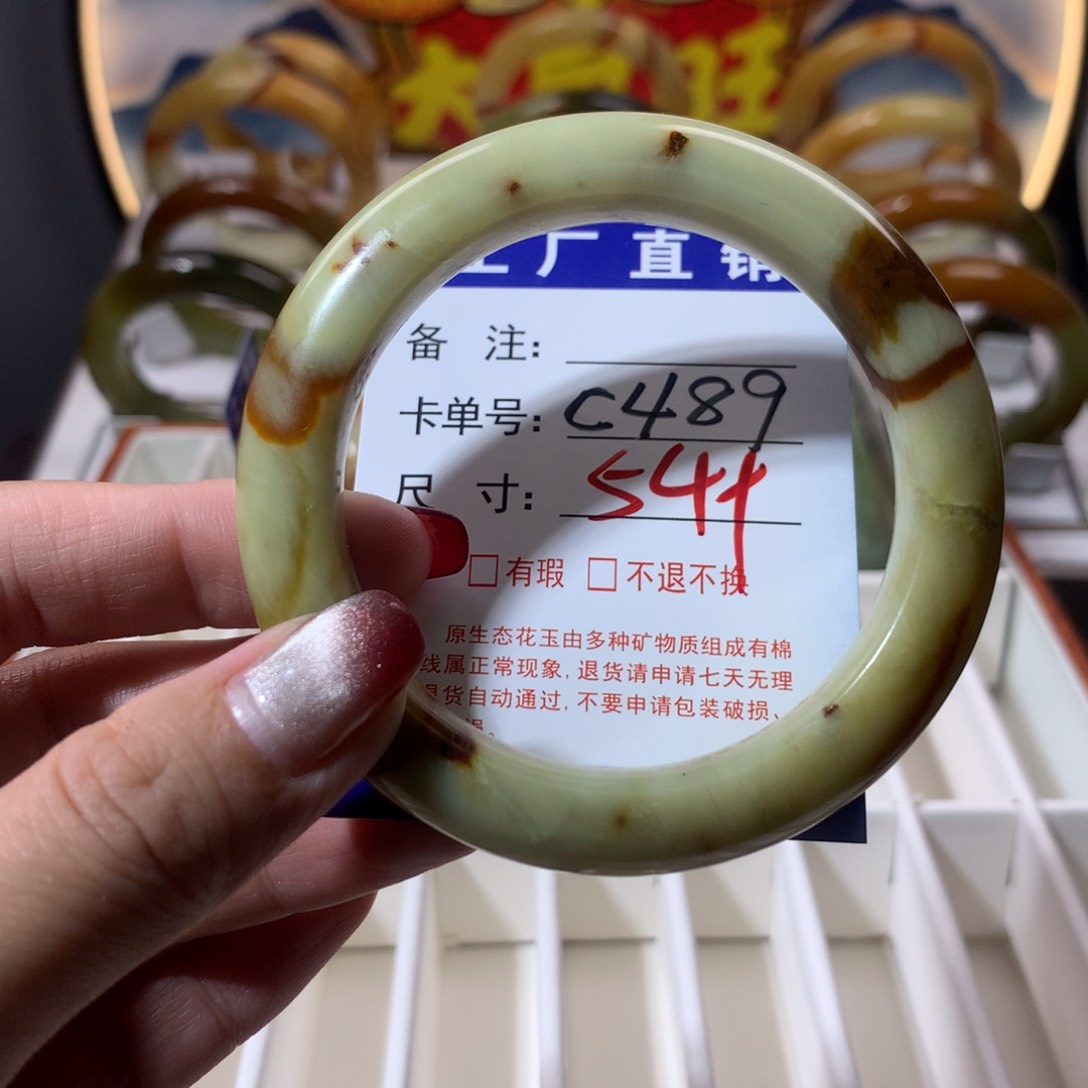 大 旺
工厂直销
备 注:
卡单号: C489
尺 寸: 54
□有瑕 □不退不换
原生态花玉由多种矿物质组成有棉
线属正常现象,退货请申请七天无理
退货自动通过,不要申请包装破损、
。